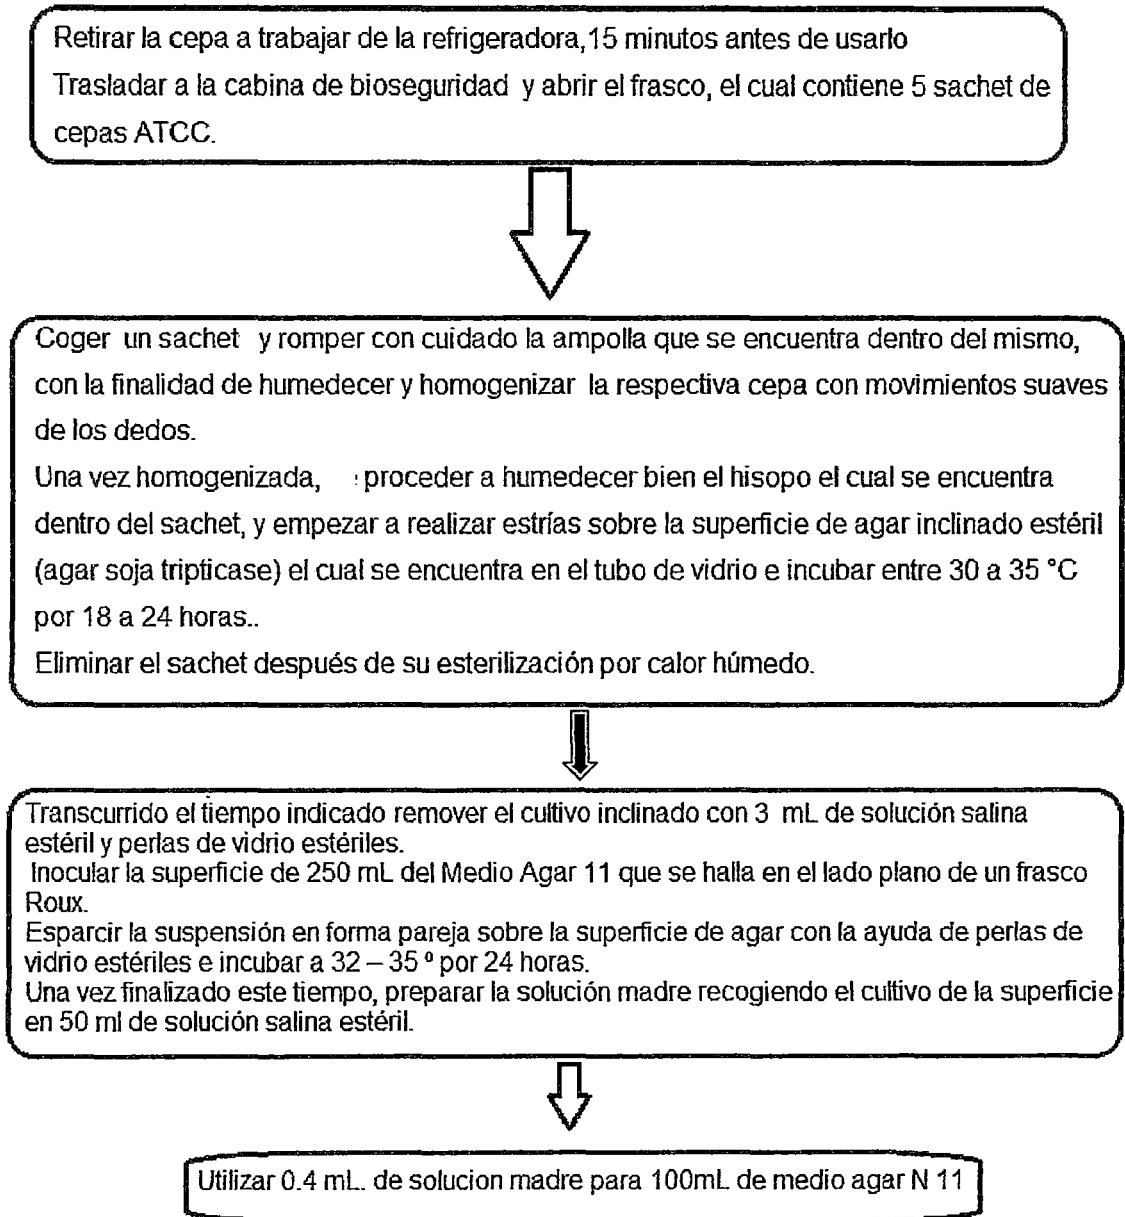 Retirar la cepa a trabajar de la refrigeradora,15 minutos antes de usarlo
Trasladar a la cabina de bioseguridad y abrir el frasco, el cual contiene 5 sachet de
cepas ATCC.
Coger un sachet y romper con cuidado la ampolla que se encuentra dentro del mismo,
con la finalidad de humedecer y homogenizar la respectiva cepa con movimientos suaves
de los dedos.
Una vez homogenizada, proceder a humedecer bien el hisopo el cual se encuentra
dentro del sachet, y empezar a realizar estrías sobre la superficie de agar inclinado estéril
(agar soja tripticase) el cual se encuentra en el tubo de vidrio e incubar entre 30 a 35 °C
por 18 a 24 horas..
Eliminar el sachet después de su esterilización por calor húmedo.
Transcurrido el tiempo indicado remover el cultivo inclinado con 3 mL de solución salina
estéril y perlas de vidrio estériles.
Inocular la superficie de 250 mL del Medio Agar 11 que se halla en el lado plano de un frasco
Roux.
Esparcir la suspensión en forma pareja sobre la superficie de agar con la ayuda de perlas de
vidrio estériles e incubar a 32 – 35 º por 24 horas.
Una vez finalizado este tiempo, preparar la solución madre recogiendo el cultivo de la superficie
en 50 ml de solución salina estéril.
Utilizar 0.4 mL. de solucion madre para 100mL de medio agar N 11